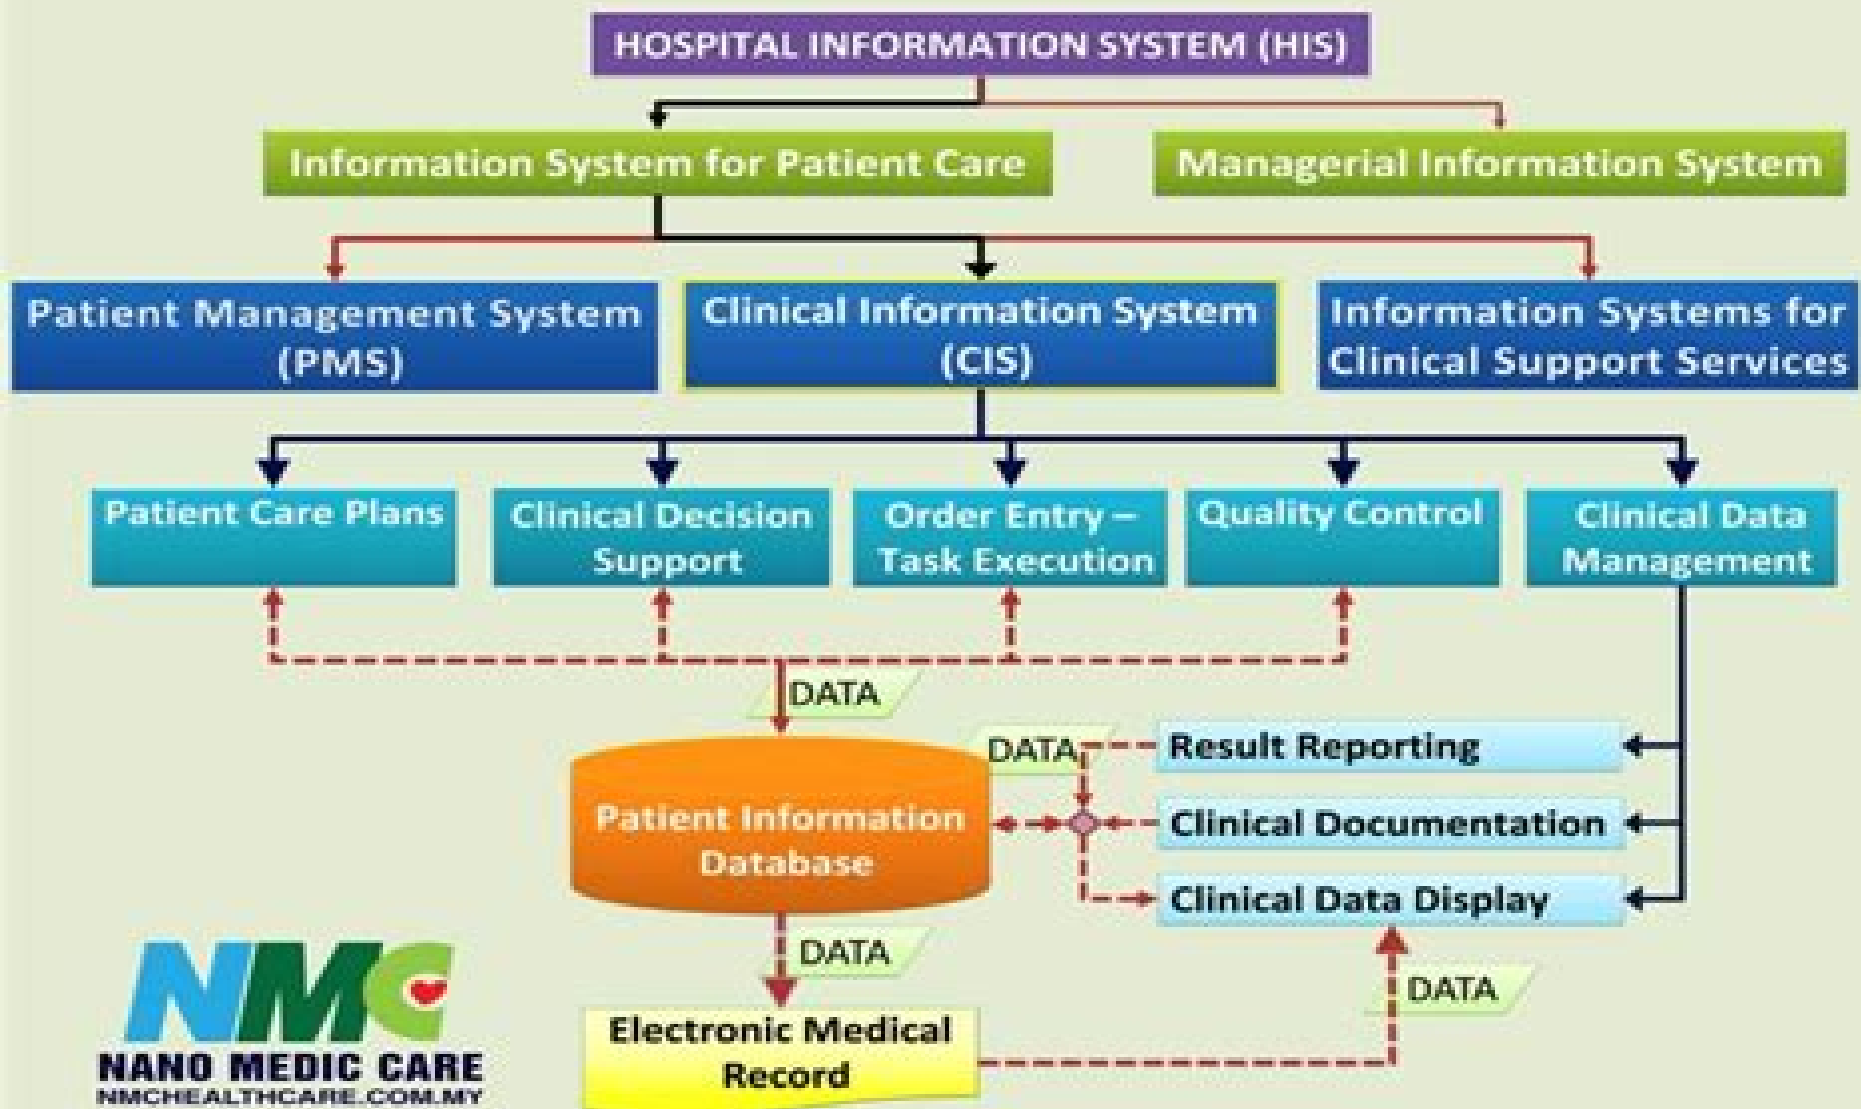 HOSPITAL INFORMATION SYSTEM (HIS)
Information System for Patient Care
Managerial Information System
Patient Management System
(PMS)
Clinical Information System
(CIS)
Information Systems for
Clinical Support Services
Patient Care Plans
Clinical Decision
Support
Order Entry –
Task Execution
Quality Control
Clinical Data
Management
DATA
DATA
Result Reporting
Patient Information
Database
Clinical Documentation
Clinical Data Display
DATA
DATA
Electronic Medical
Record
NMC
NANO MEDIC CARE
NMCHEALTHCARE.COM.MY